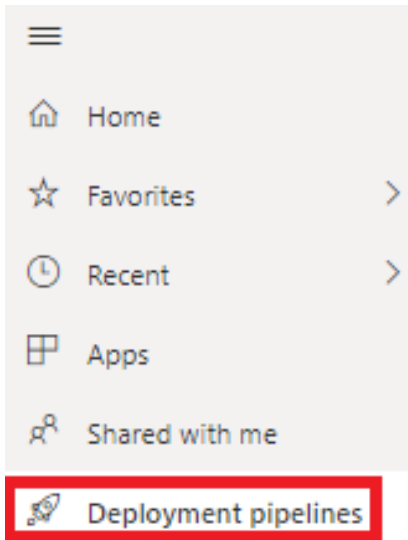 Home
Favorites
Recent
Apps
Shared with me
Deployment pipelines